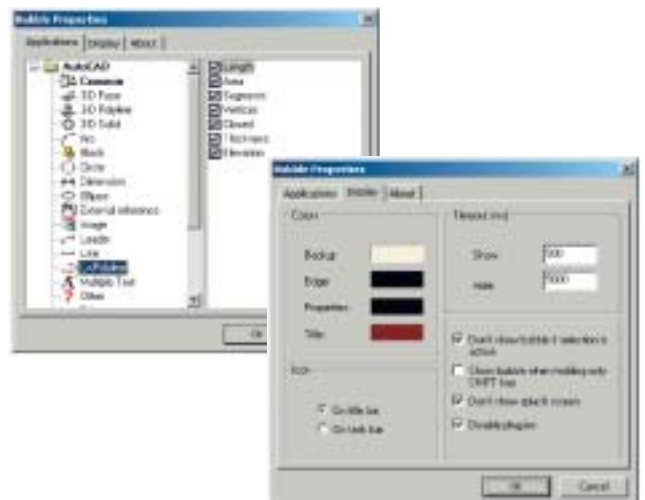 Bubble Properties
Applications | Display | About
AutoCAD
Common
3D Face
3D Polyline
3D Solid
Arc
Block
Circle
Dimension
Ellipse
External reference
Image
Leader
Line
LwPolyline
Multiple Text
Other
Length
Area
Segments
Vertices
Closed
Thickness
Elevation
OK
Bubble Properties
Applications | Display | About
Colors
Backgr.
Edge
Properties
Title
Icon
On title bar
On task bar
Timeout (ms)
Show 500
Hide 5000
Don't show bubble if selection is active
Show bubble when holding only SHIFT key
Don't show splash screen
Disable plug-ins
OK
Cancel